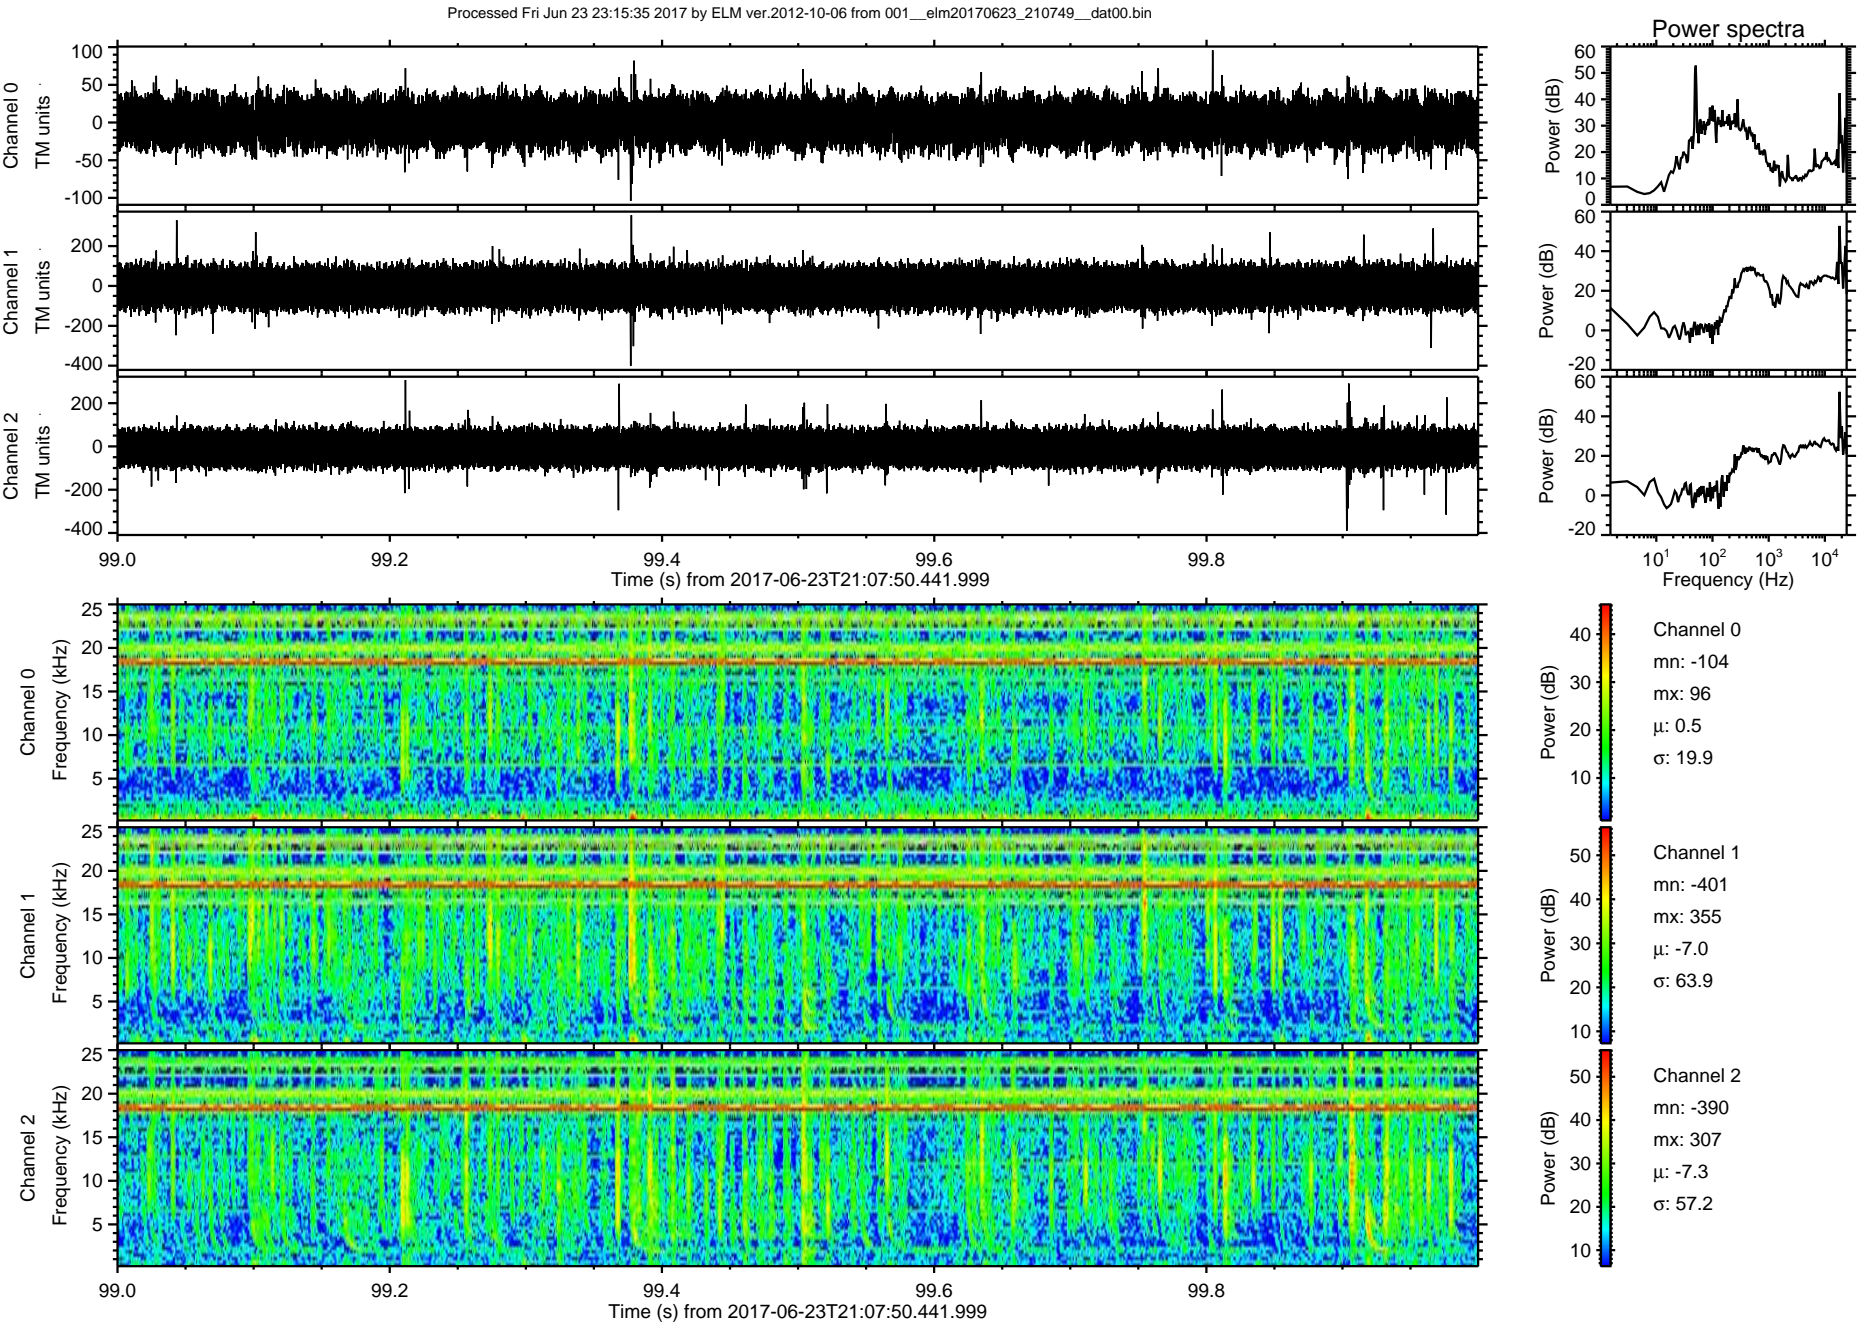 Processed Fri Jun 23 23:15:35 2017 by ELM ver.2012-10-06 from 001__elm20170623_210749__dat00.bin
Power spectra
Channel 0
TM units
100
50
0
-50
-100
Power (dB)
60
50
40
30
20
10
0
Channel 1
TM units
200
0
-200
-400
Power (dB)
60
40
20
0
-20
Channel 2
TM units
200
0
-200
-400
Power (dB)
60
40
20
0
-20
99.0 99.2 99.4 99.6 99.8
Time (s) from 2017-06-23T21:07:50.441.999
10^1 10^2 10^3 10^4
Frequency (Hz)
Channel 0
Frequency (kHz)
25
20
15
10
5
Power (dB)
40
30
20
10
Channel 0
mn: -104
mx: 96
μ: 0.5
σ: 19.9
Channel 1
Frequency (kHz)
25
20
15
10
5
Power (dB)
50
40
30
20
10
Channel 1
mn: -401
mx: 355
μ: -7.0
σ: 63.9
Channel 2
Frequency (kHz)
25
20
15
10
5
Power (dB)
50
40
30
20
10
Channel 2
mn: -390
mx: 307
μ: -7.3
σ: 57.2
99.0 99.2 99.4 99.6 99.8
Time (s) from 2017-06-23T21:07:50.441.999